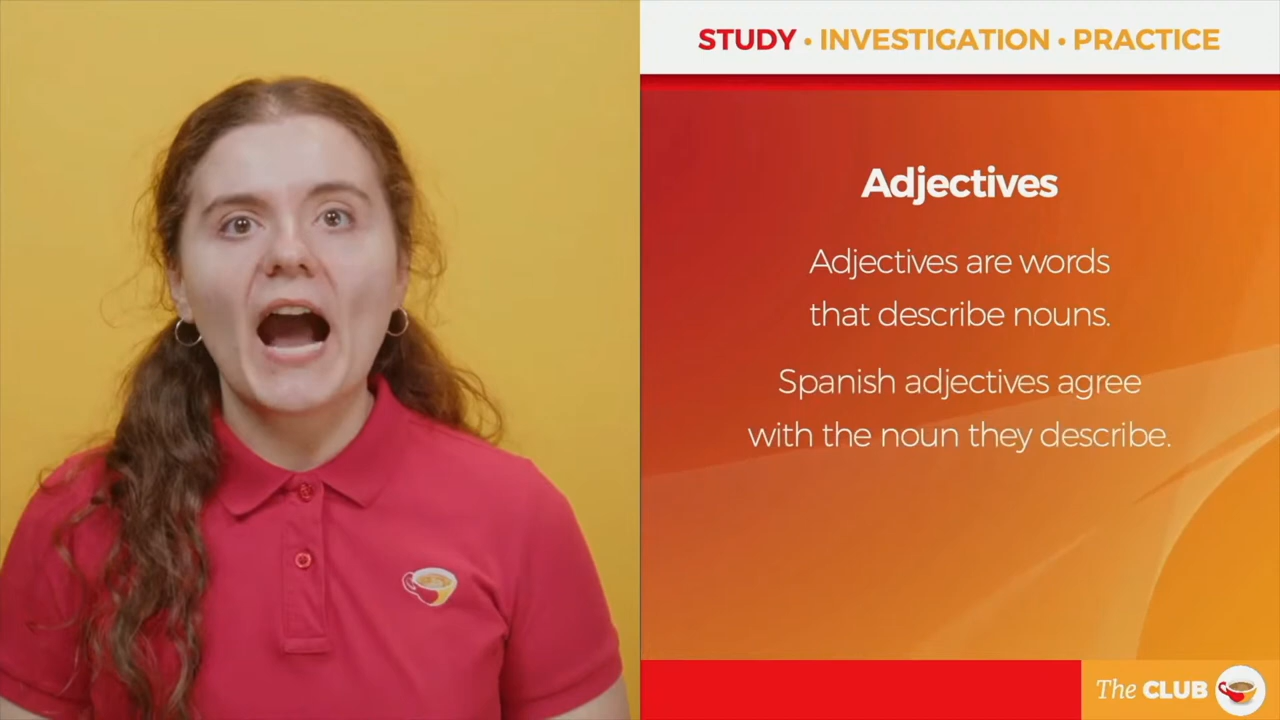 STUDY • INVESTIGATION • PRACTICE
Adjectives
Adjectives are words
that describe nouns.
Spanish adjectives agree
with the noun they describe.
The CLUB